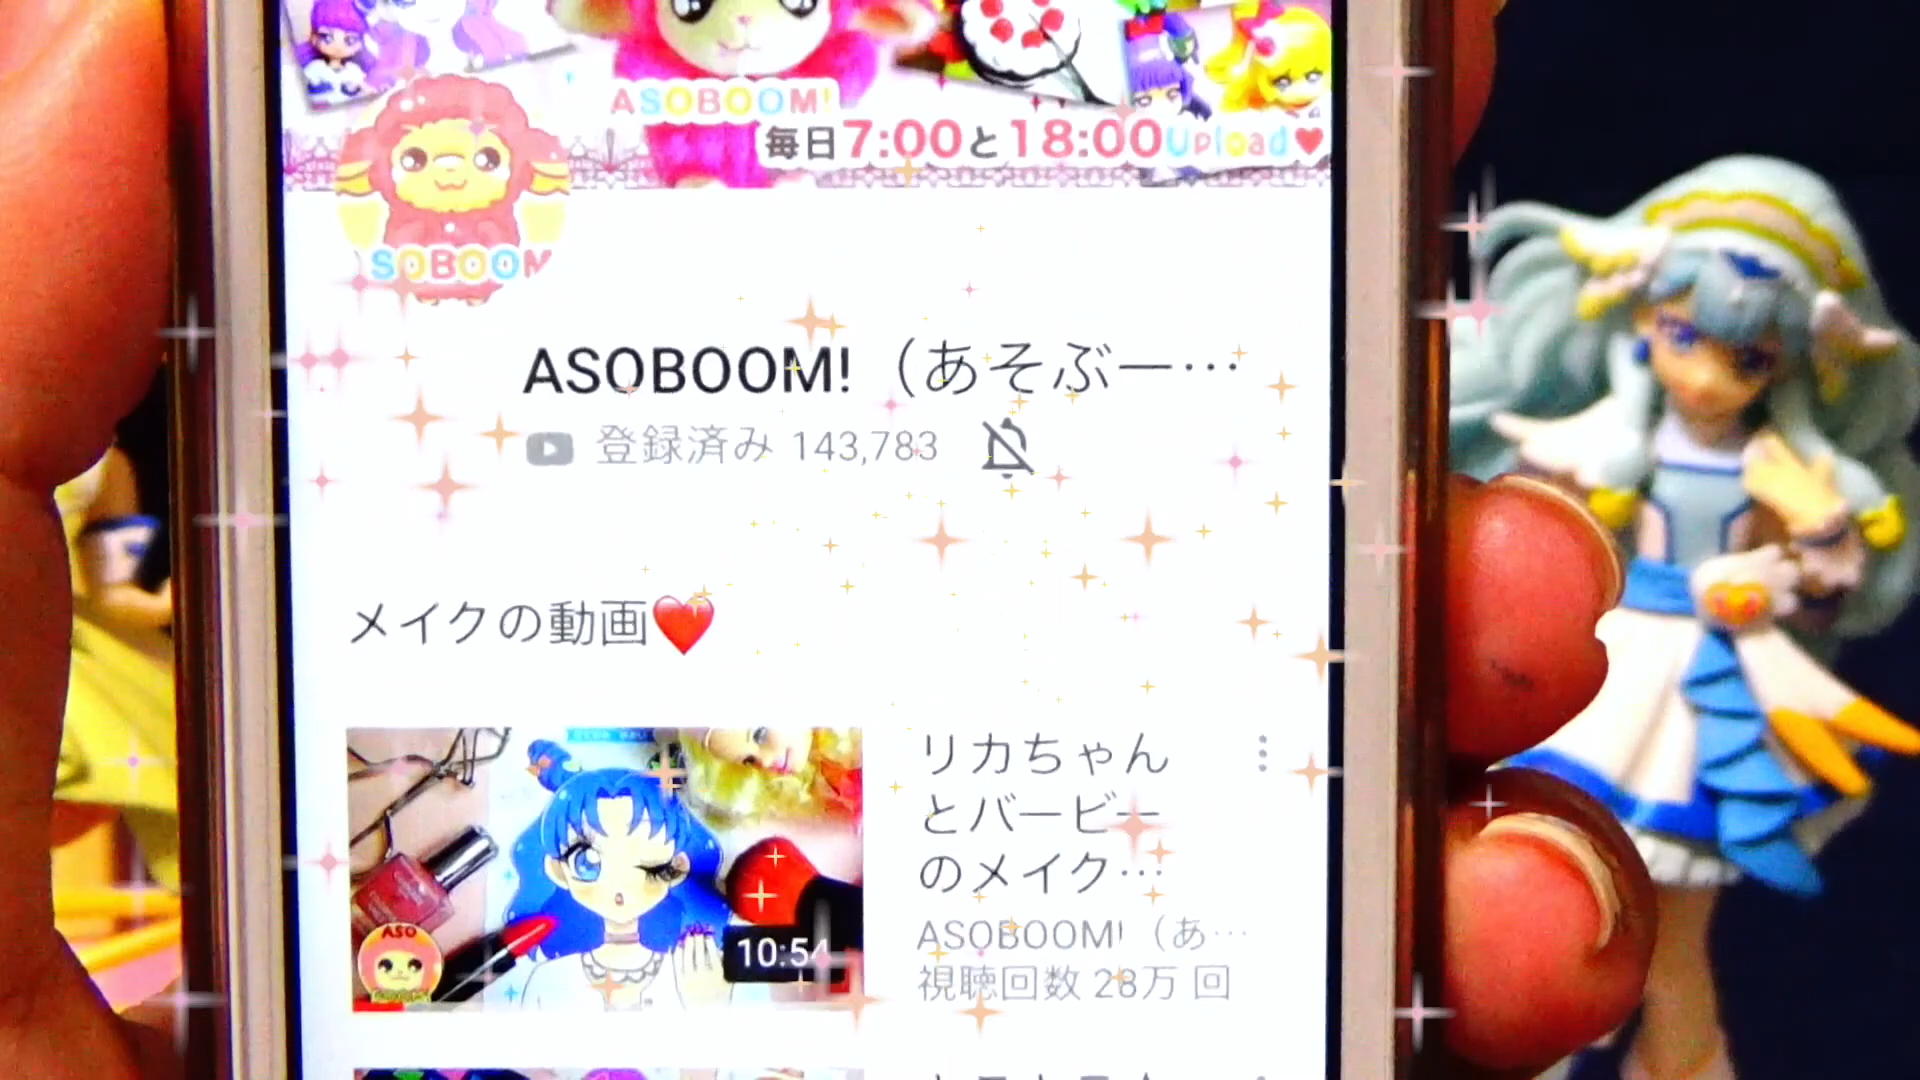 ASOBOOM!
毎日7:00と18:00Upload♥
ASOBOOM
ASOBOOM!（あそぶー…
登録済み 143,783
メイクの動画❤️
リカちゃん
とバービー
のメイク…
ASO
10:54
ASOBOOM!（あ…
視聴回数 28万 回